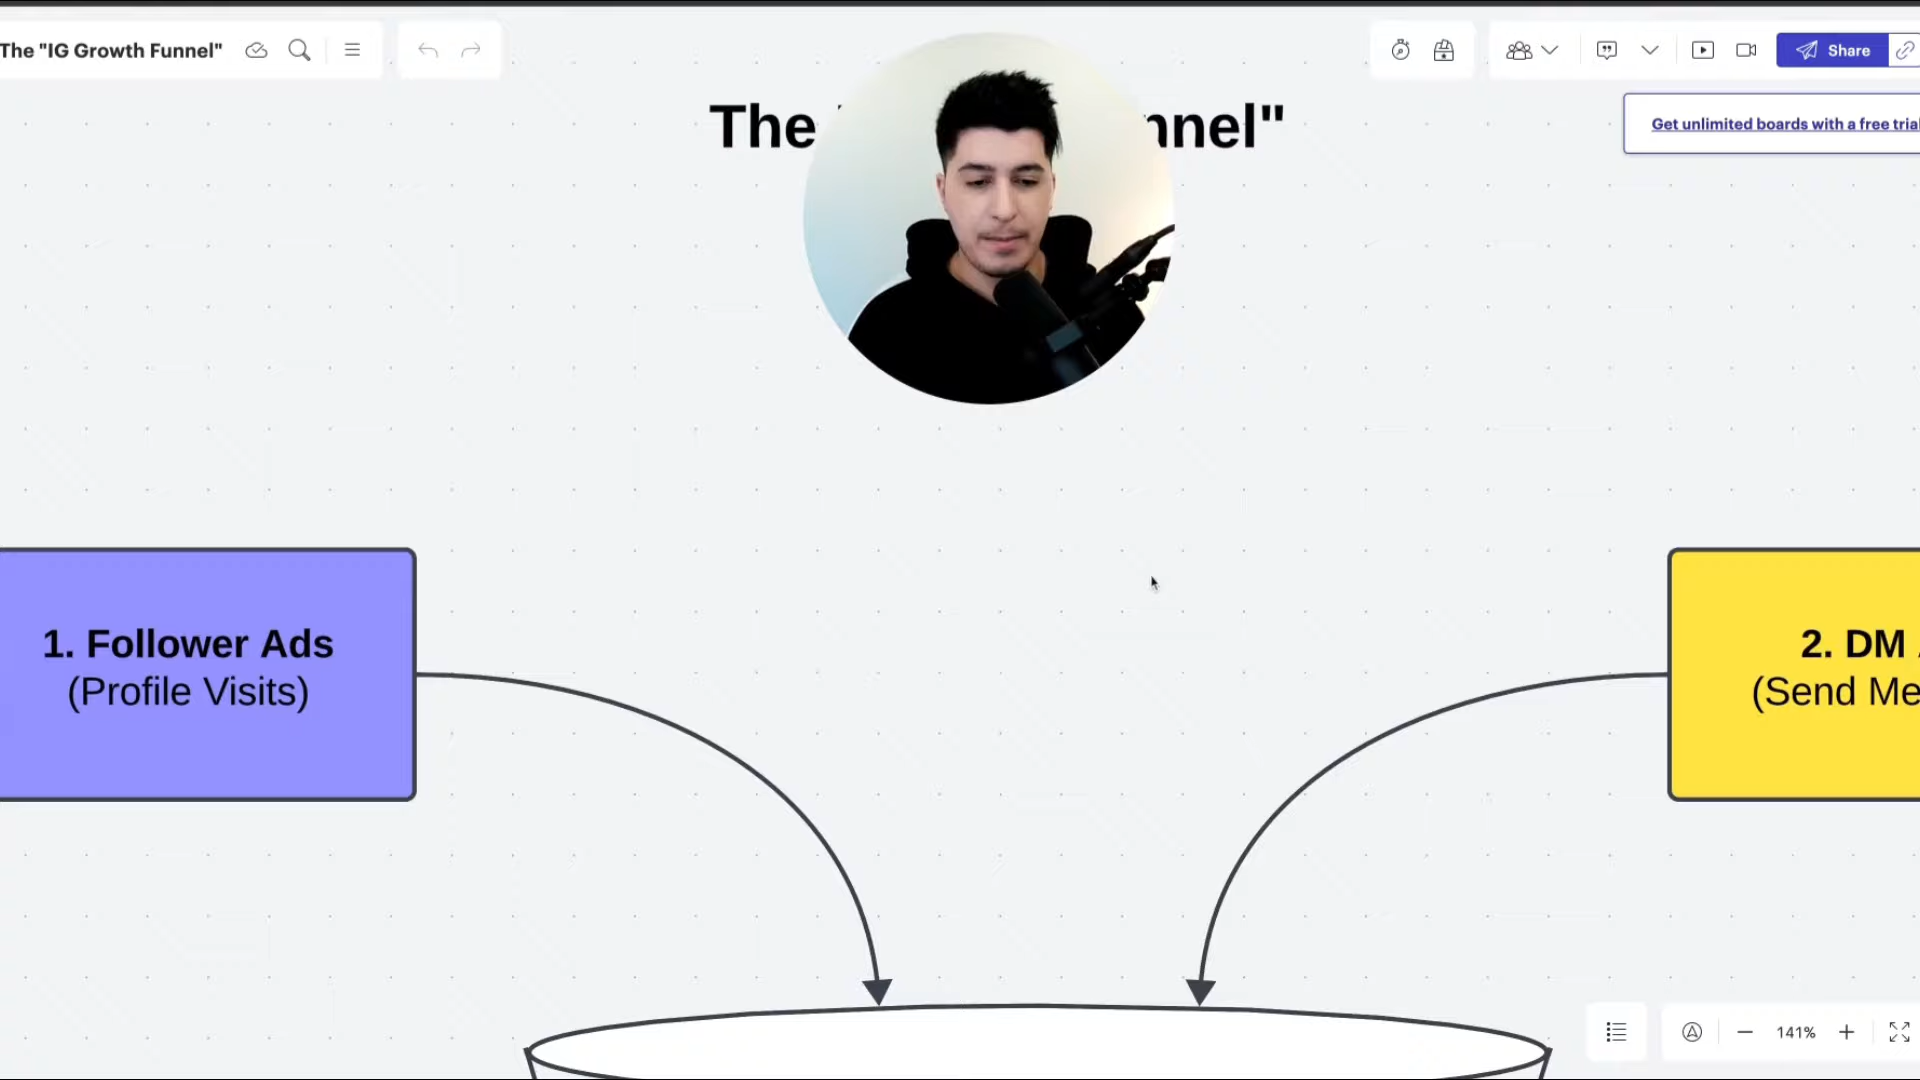 The "IG Growth Funnel"
Share
The
nnel"
Get unlimited boards with a free trial
1. Follower Ads
(Profile Visits)
2. DM
(Send Me
141%